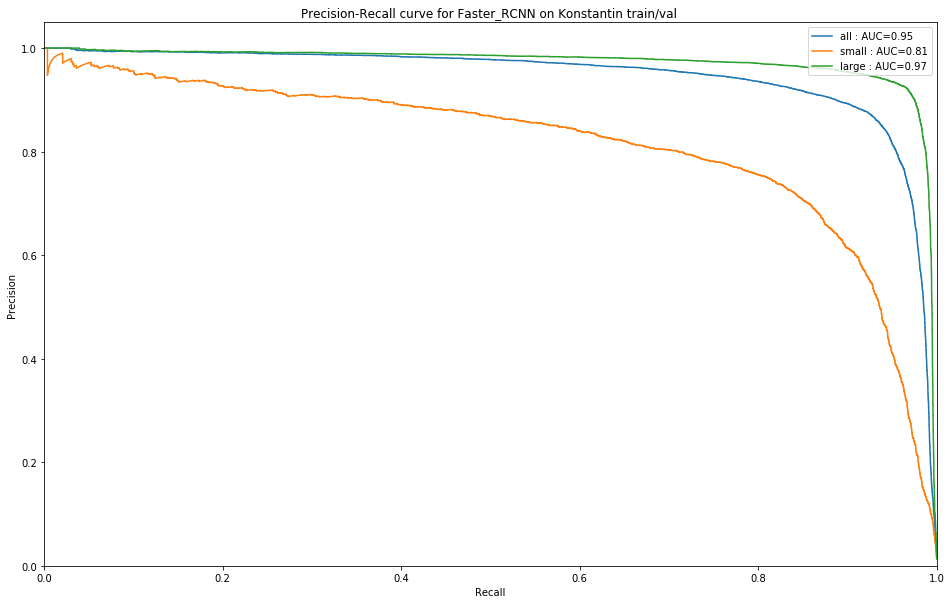 Precision-Recall curve for Faster_RCNN on Konstantin train/val
all : AUC=0.95
small : AUC=0.81
large : AUC=0.97
1.0
0.8
0.6
0.4
0.2
0.0
Precision
0.0 0.2 0.4 0.6 0.8 1.0
Recall